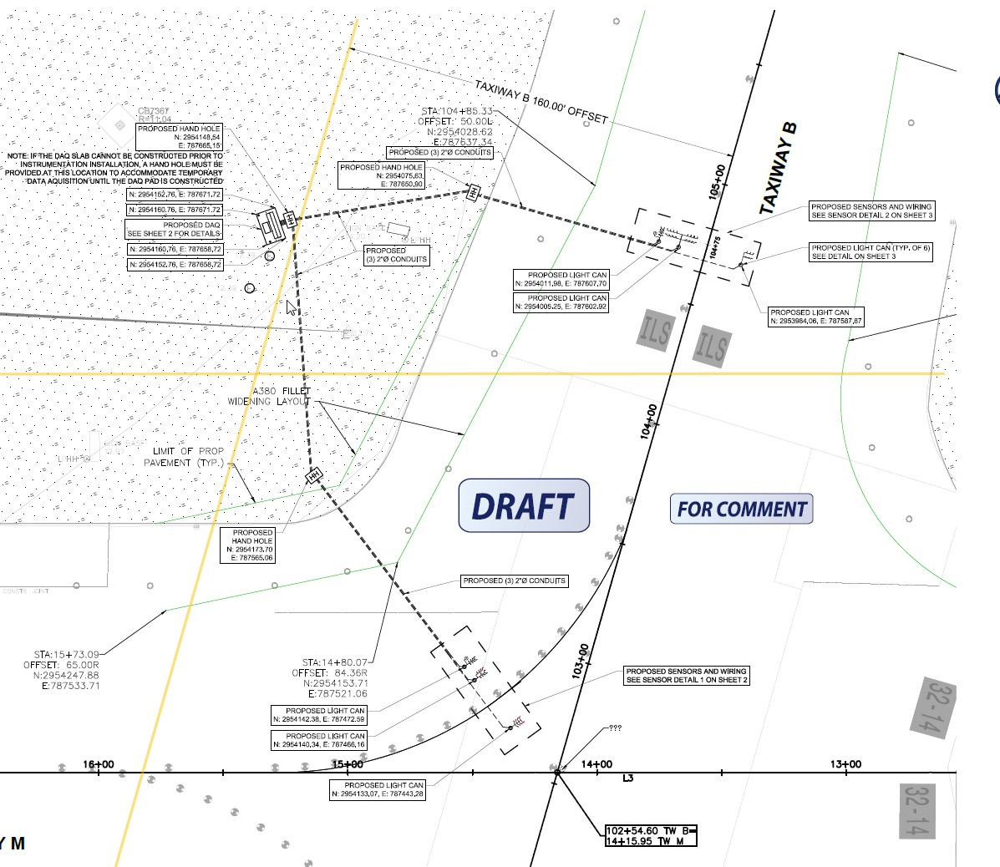 TAXIWAY B 160.00' OFFSET
TAXIWAY B
105+00
CB7367
R=11.04
PROPOSED HAND HOLE
N: 2954148.54
E: 787665.15
NOTE: IF THE DAQ SLAB CANNOT BE CONSTRUCTED PRIOR TO
INSTRUMENTATION INSTALLATION, A HAND HOLE MUST BE
PROVIDED AT THIS LOCATION TO ACCOMMODATE TEMPORARY
DATA AQUISITION UNTIL THE DAQ PAD IS CONSTRUCTED
N: 2954152.76, E: 787671.72
N: 2954160.76, E: 787671.72
PROPOSED DAQ
SEE SHEET 2 FOR DETAILS
N: 2954160.76, E: 787658.72
N: 2954152.76, E: 787658.72
HH
STA:104+85.33
OFFSET: 50.00L
N:2954028.62
E:787637.34
PROPOSED (3) 2"Ø CONDUITS
PROPOSED HAND HOLE
N: 2954075.63,
E: 787650.90
HH
L HH
PROPOSED
(3) 2"Ø CONDUITS
PROPOSED SENSORS AND WIRING
SEE SENSOR DETAIL 2 ON SHEET 3
104+75
PROPOSED LIGHT CAN (TYP. OF 6)
SEE DETAIL ON SHEET 3
PROPOSED LIGHT CAN
N: 2954011.98, E: 787607.70
PROPOSED LIGHT CAN
N: 2954005.25, E: 787602.92
PROPOSED LIGHT CAN
N: 2953984.06, E: 787587.87
ILS
ILS
A380 FILLET
WIDENING LAYOUT
104+00
L HH
LIMIT OF PROP
PAVEMENT (TYP.)
HH
DRAFT
FOR COMMENT
PROPOSED
HAND HOLE
N: 2954173.70
E: 787565.06
PROPOSED (3) 2"Ø CONDUITS
CONSTR. JOINT
STA:15+73.09
OFFSET: 65.00R
N:2954247.88
E:787533.71
STA:14+80.07
OFFSET: 84.36R
N:2954153.71
E:787521.06
103+00
PROPOSED SENSORS AND WIRING
SEE SENSOR DETAIL 1 ON SHEET 2
PROPOSED LIGHT CAN
N: 2954142.38, E: 787472.59
PROPOSED LIGHT CAN
N: 2954140.34, E: 787466.16
???
32-14
16+00
15+00
14+00
13+00
L3
PROPOSED LIGHT CAN
N: 2954133.07, E: 787443.28
32-14
102+54.60 TW B=
14+15.95 TW M
Y M